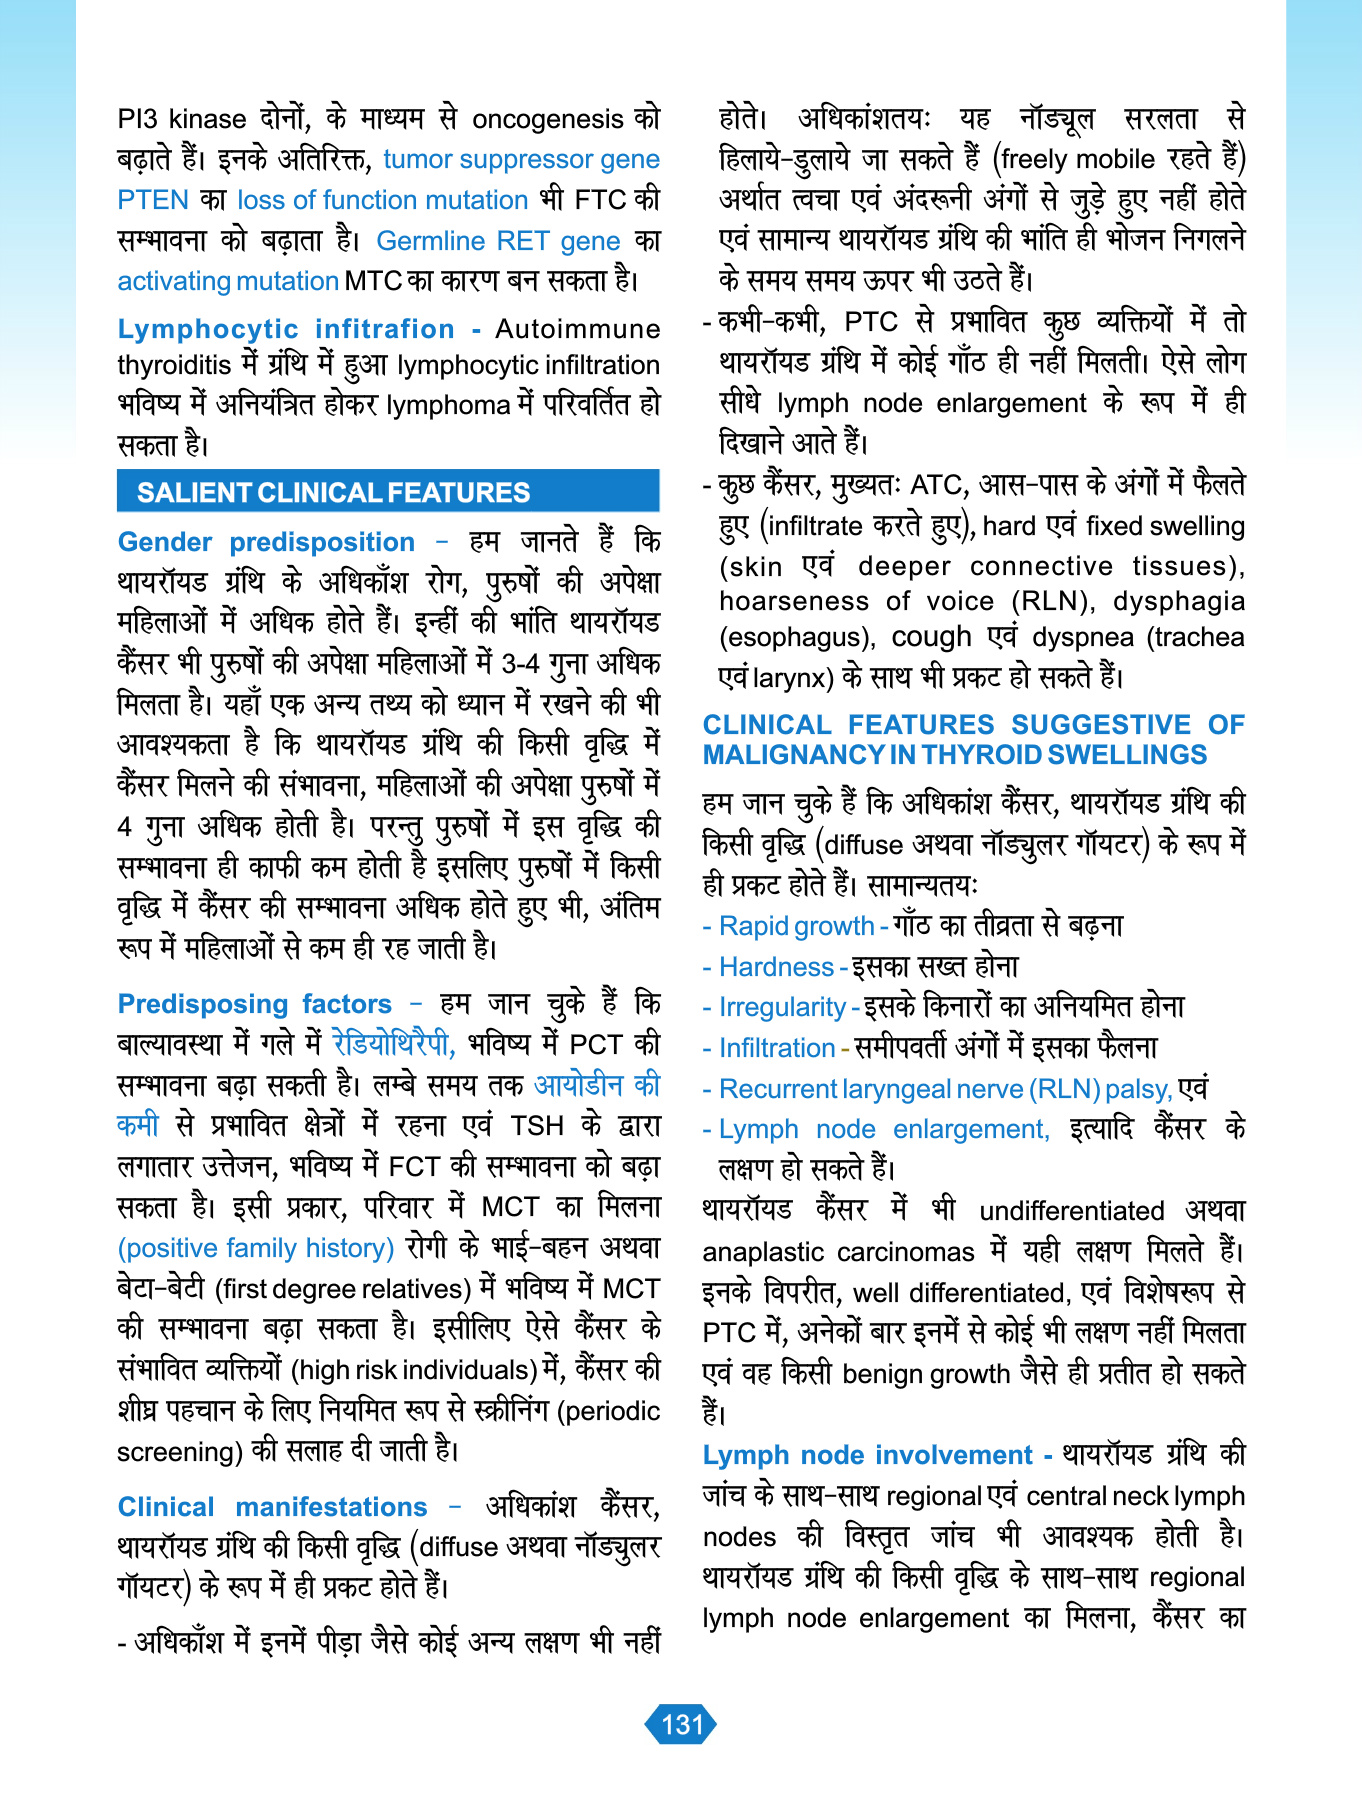 PI3 kinase दोनों, के माध्यम से oncogenesis को
बढ़ाते हैं। इनके अतिरिक्त, tumor suppressor gene
PTEN का loss of function mutation भी FTC की
सम्भावना को बढ़ाता है। Germline RET gene का
activating mutation MTC का कारण बन सकता है।
Lymphocytic infitrafion - Autoimmune
thyroiditis में ग्रंथि में हुआ lymphocytic infiltration
भविष्य में अनियंत्रित होकर lymphoma में परिवर्तित हो
सकता है।
SALIENT CLINICAL FEATURES
Gender predisposition – हम जानते हैं कि
थायरॉयड ग्रंथि के अधिकाँश रोग, पुरुषों की अपेक्षा
महिलाओं में अधिक होते हैं। इन्हीं की भांति थायरॉयड
कैंसर भी पुरुषों की अपेक्षा महिलाओं में 3-4 गुना अधिक
मिलता है। यहाँ एक अन्य तथ्य को ध्यान में रखने की भी
आवश्यकता है कि थायरॉयड ग्रंथि की किसी वृद्धि में
कैंसर मिलने की संभावना, महिलाओं की अपेक्षा पुरुषों में
4 गुना अधिक होती है। परन्तु पुरुषों में इस वृद्धि की
सम्भावना ही काफी कम होती है इसलिए पुरुषों में किसी
वृद्धि में कैंसर की सम्भावना अधिक होते हुए भी, अंतिम
रूप में महिलाओं से कम ही रह जाती है।
Predisposing factors – हम जान चुके हैं कि
बाल्यावस्था में गले में रेडियोथिरैपी, भविष्य में PCT की
सम्भावना बढ़ा सकती है। लम्बे समय तक आयोडीन की
कमी से प्रभावित क्षेत्रों में रहना एवं TSH के द्वारा
लगातार उत्तेजन, भविष्य में FCT की सम्भावना को बढ़ा
सकता है। इसी प्रकार, परिवार में MCT का मिलना
(positive family history) रोगी के भाई-बहन अथवा
बेटा-बेटी (first degree relatives) में भविष्य में MCT
की सम्भावना बढ़ा सकता है। इसीलिए ऐसे कैंसर के
संभावित व्यक्तियों (high risk individuals) में, कैंसर की
शीघ्र पहचान के लिए नियमित रूप से स्क्रीनिंग (periodic
screening) की सलाह दी जाती है।
Clinical manifestations – अधिकांश कैंसर,
थायरॉयड ग्रंथि की किसी वृद्धि (diffuse अथवा नॉड्युलर
गॉयटर) के रूप में ही प्रकट होते हैं।
- अधिकाँश में इनमें पीड़ा जैसे कोई अन्य लक्षण भी नहीं
होते। अधिकांशतयः यह नॉड्यूल सरलता से
हिलाये-डुलाये जा सकते हैं (freely mobile रहते हैं)
अर्थात त्वचा एवं अंदरूनी अंगों से जुड़े हुए नहीं होते
एवं सामान्य थायरॉयड ग्रंथि की भांति ही भोजन निगलने
के समय समय ऊपर भी उठते हैं।
- कभी-कभी, PTC से प्रभावित कुछ व्यक्तियों में तो
थायरॉयड ग्रंथि में कोई गाँठ ही नहीं मिलती। ऐसे लोग
सीधे lymph node enlargement के रूप में ही
दिखाने आते हैं।
- कुछ कैंसर, मुख्यतः ATC, आस-पास के अंगों में फैलते
हुए (infiltrate करते हुए), hard एवं fixed swelling
(skin एवं deeper connective tissues),
hoarseness of voice (RLN), dysphagia
(esophagus), cough एवं dyspnea (trachea
एवं larynx) के साथ भी प्रकट हो सकते हैं।
CLINICAL FEATURES SUGGESTIVE OF
MALIGNANCY IN THYROID SWELLINGS
हम जान चुके हैं कि अधिकांश कैंसर, थायरॉयड ग्रंथि की
किसी वृद्धि (diffuse अथवा नॉड्युलर गॉयटर) के रूप में
ही प्रकट होते हैं। सामान्यतयः
- Rapid growth - गाँठ का तीव्रता से बढ़ना
- Hardness - इसका सख्त होना
- Irregularity - इसके किनारों का अनियमित होना
- Infiltration - समीपवर्ती अंगों में इसका फैलना
- Recurrent laryngeal nerve (RLN) palsy, एवं
- Lymph node enlargement, इत्यादि कैंसर के
लक्षण हो सकते हैं।
थायरॉयड कैंसर में भी undifferentiated अथवा
anaplastic carcinomas में यही लक्षण मिलते हैं।
इनके विपरीत, well differentiated, एवं विशेषरूप से
PTC में, अनेकों बार इनमें से कोई भी लक्षण नहीं मिलता
एवं वह किसी benign growth जैसे ही प्रतीत हो सकते
हैं।
Lymph node involvement - थायरॉयड ग्रंथि की
जांच के साथ-साथ regional एवं central neck lymph
nodes की विस्तृत जांच भी आवश्यक होती है।
थायरॉयड ग्रंथि की किसी वृद्धि के साथ-साथ regional
lymph node enlargement का मिलना, कैंसर का
131